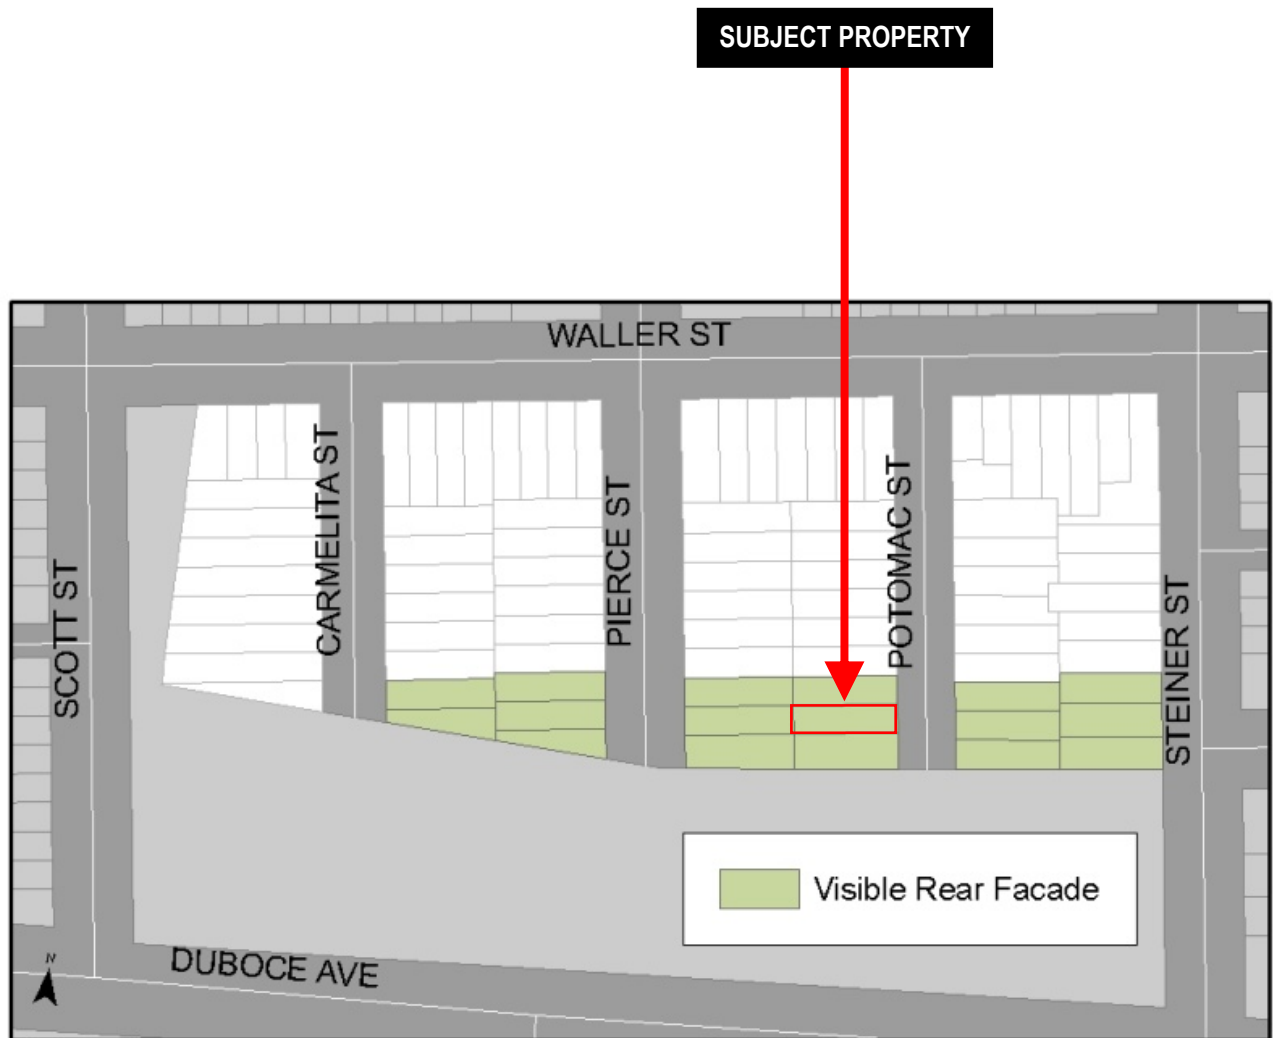 SUBJECT PROPERTY
WALLER ST
CARMELITA ST
PIERCE ST
POTOMAC ST
SCOTT ST
STEINER ST
Visible Rear Facade
DUBOCE AVE
N